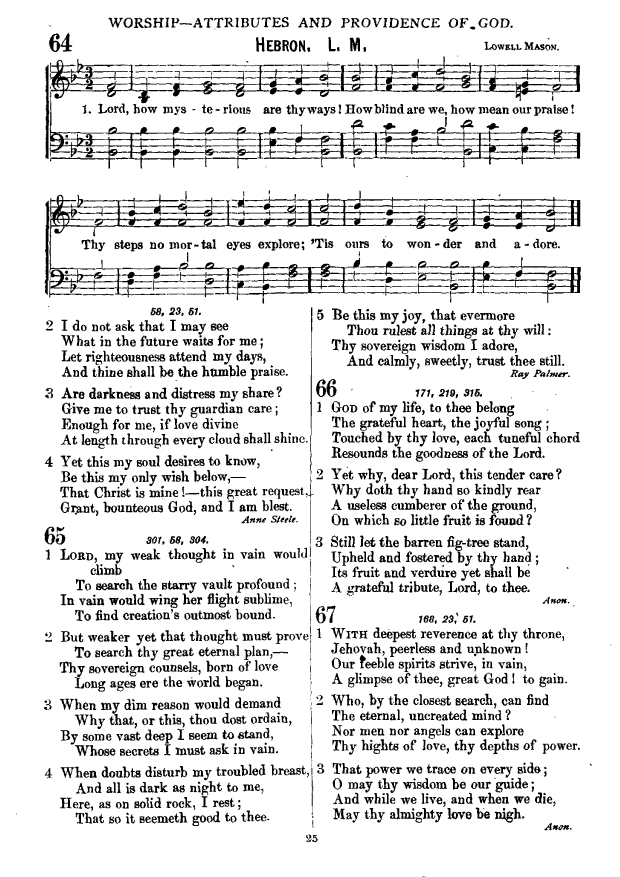 WORSHIP—ATTRIBUTES AND PROVIDENCE OF GOD.
64 HEBRON. L. M. LOWELL MASON.
1. Lord, how mys - te - rious are thy ways! How blind are we, how mean our praise!
Thy steps no mor - tal eyes explore; 'Tis ours to won - der and a - dore.
58, 23, 51.
2 I do not ask that I may see
What in the future waits for me;
Let righteousness attend my days,
And thine shall be the humble praise.
3 Are darkness and distress my share?
Give me to trust thy guardian care;
Enough for me, if love divine
At length through every cloud shall shine.
4 Yet this my soul desires to know,
Be this my only wish below,—
That Christ is mine!—this great request,
Grant, bounteous God, and I am blest.
Anne Steele.
65 301, 58, 304.
1 LORD, my weak thought in vain would
climb
To search the starry vault profound;
In vain would wing her flight sublime,
To find creation's outmost bound.
2 But weaker yet that thought must prove
To search thy great eternal plan,—
Thy sovereign counsels, born of love
Long ages ere the world began.
3 When my dim reason would demand
Why that, or this, thou dost ordain,
By some vast deep I seem to stand,
Whose secrets I must ask in vain.
4 When doubts disturb my troubled breast,
And all is dark as night to me,
Here, as on solid rock, I rest;
That so it seemeth good to thee.
5 Be this my joy, that evermore
Thou rulest all things at thy will:
Thy sovereign wisdom I adore,
And calmly, sweetly, trust thee still.
Ray Palmer.
66 171, 219, 315.
1 GOD of my life, to thee belong
The grateful heart, the joyful song;
Touched by thy love, each tuneful chord
Resounds the goodness of the Lord.
2 Yet why, dear Lord, this tender care?
Why doth thy hand so kindly rear
A useless cumberer of the ground,
On which so little fruit is found?
3 Still let the barren fig-tree stand,
Upheld and fostered by thy hand;
Its fruit and verdure yet shall be
A grateful tribute, Lord, to thee.
Anon.
67 168, 23, 51.
1 WITH deepest reverence at thy throne,
Jehovah, peerless and unknown!
Our feeble spirits strive, in vain,
A glimpse of thee, great God! to gain.
2 Who, by the closest search, can find
The eternal, uncreated mind?
Nor men nor angels can explore
Thy hights of love, thy depths of power.
3 That power we trace on every side;
O may thy wisdom be our guide;
And while we live, and when we die,
May thy almighty love be nigh.
Anon.
25